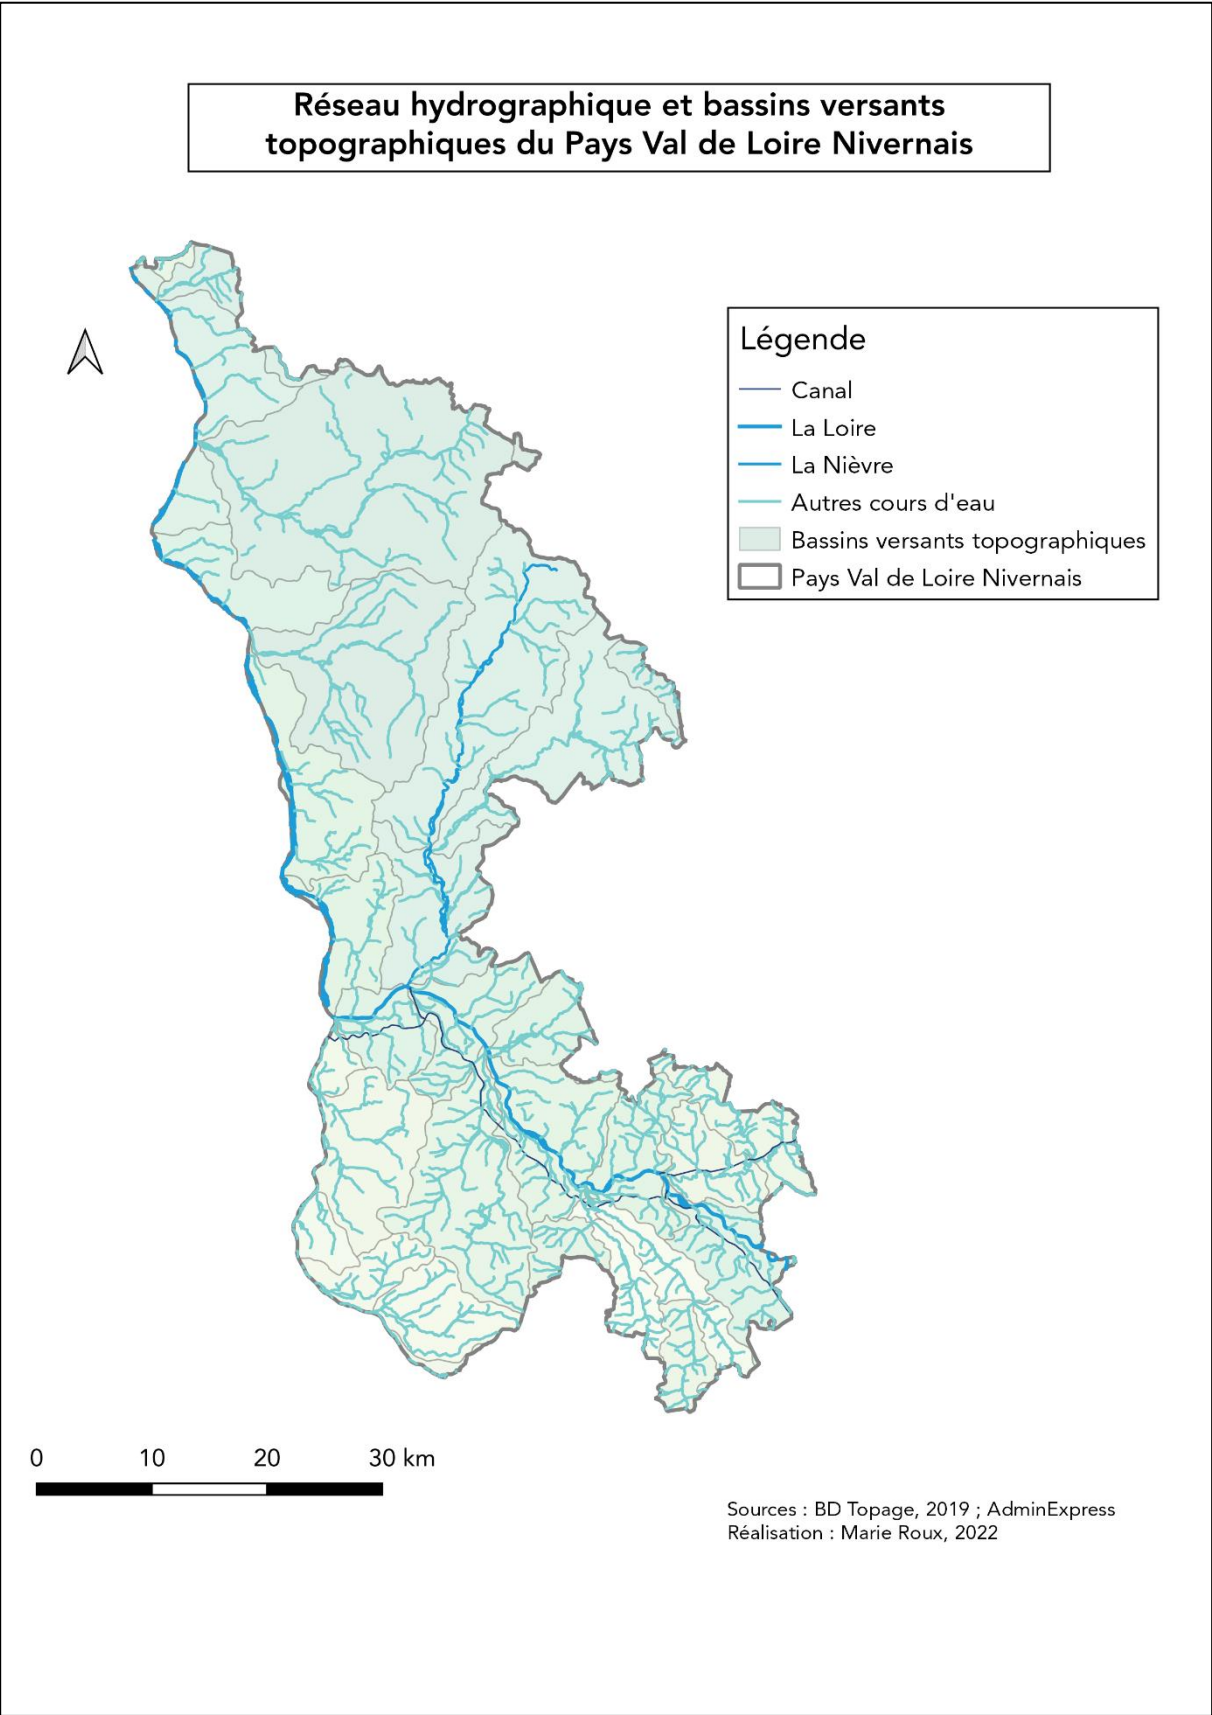 Réseau hydrographique et bassins versants
topographiques du Pays Val de Loire Nivernais
Légende
Canal
La Loire
La Nièvre
Autres cours d'eau
Bassins versants topographiques
Pays Val de Loire Nivernais
0 10 20 30 km
Sources : BD Topage, 2019 ; AdminExpress
Réalisation : Marie Roux, 2022